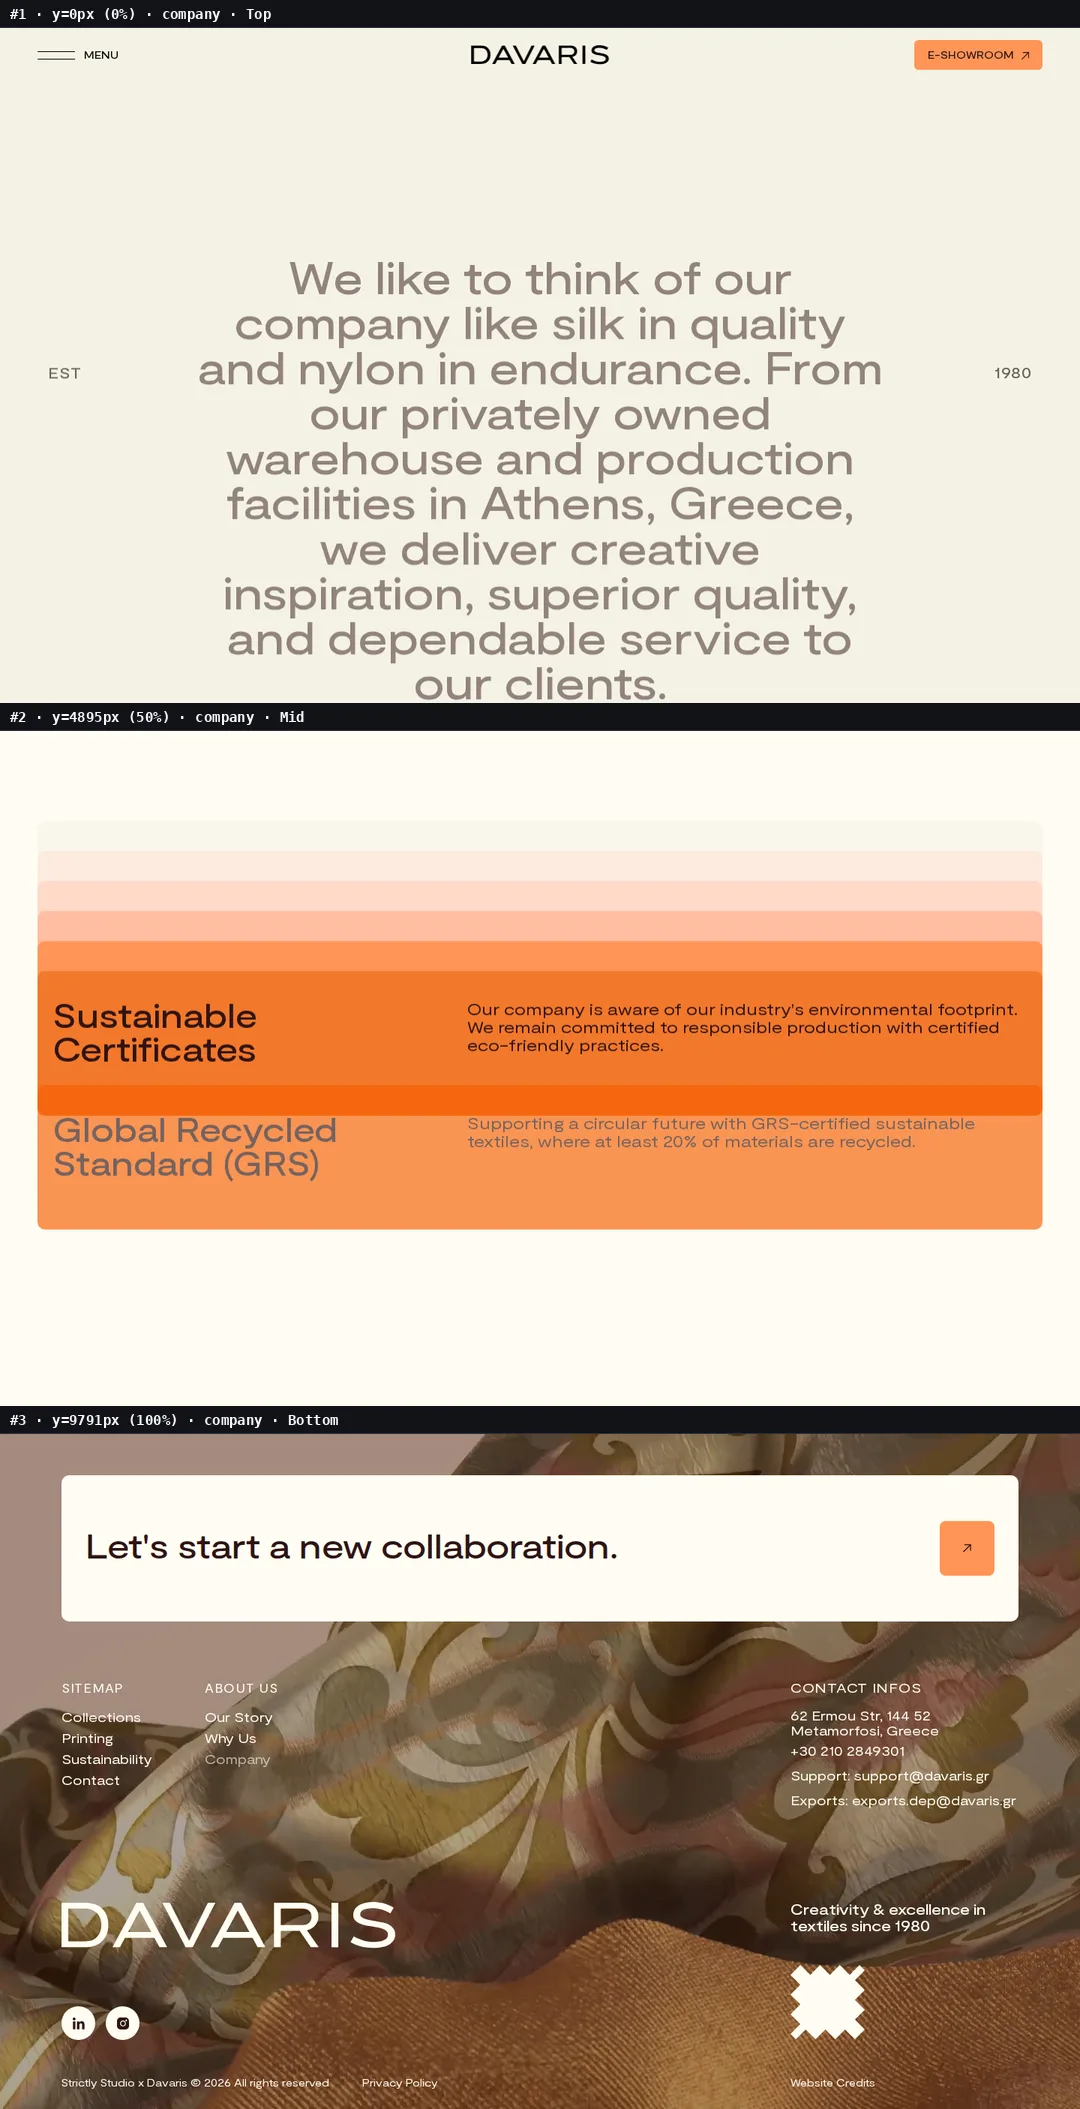 #1 · y=0px (0%) · company · Top
MENU
DAVARIS
E-SHOWROOM
We like to think of our
company like silk in quality
and nylon in endurance. From
EST
1980
our privately owned
warehouse and production
facilities in Athens, Greece,
we deliver creative
inspiration, superior quality,
and dependable service to
our clients.
#2 · y=4895px (50%) · company · Mid
Sustainable
Certificates
Our company is aware of our industry's environmental footprint.
We remain committed to responsible production with certified
eco-friendly practices.
Global Recycled
Standard (GRS)
Supporting a circular future with GRS-certified sustainable
textiles, where at least 20% of materials are recycled.
#3 · y=9791px (100%) · company · Bottom
Let's start a new collaboration.
SITEMAP
Collections
Printing
Sustainability
Contact
ABOUT US
Our Story
Why Us
Company
CONTACT INFOS
62 Ermou Str, 144 52
Metamorfosi, Greece
+30 210 2849301
Support: support@davaris.gr
Exports: exports.dep@davaris.gr
DAVARIS
Creativity & excellence in
textiles since 1980
in
Strictly Studio x Davaris © 2026 All rights reserved
Privacy Policy
Website Credits